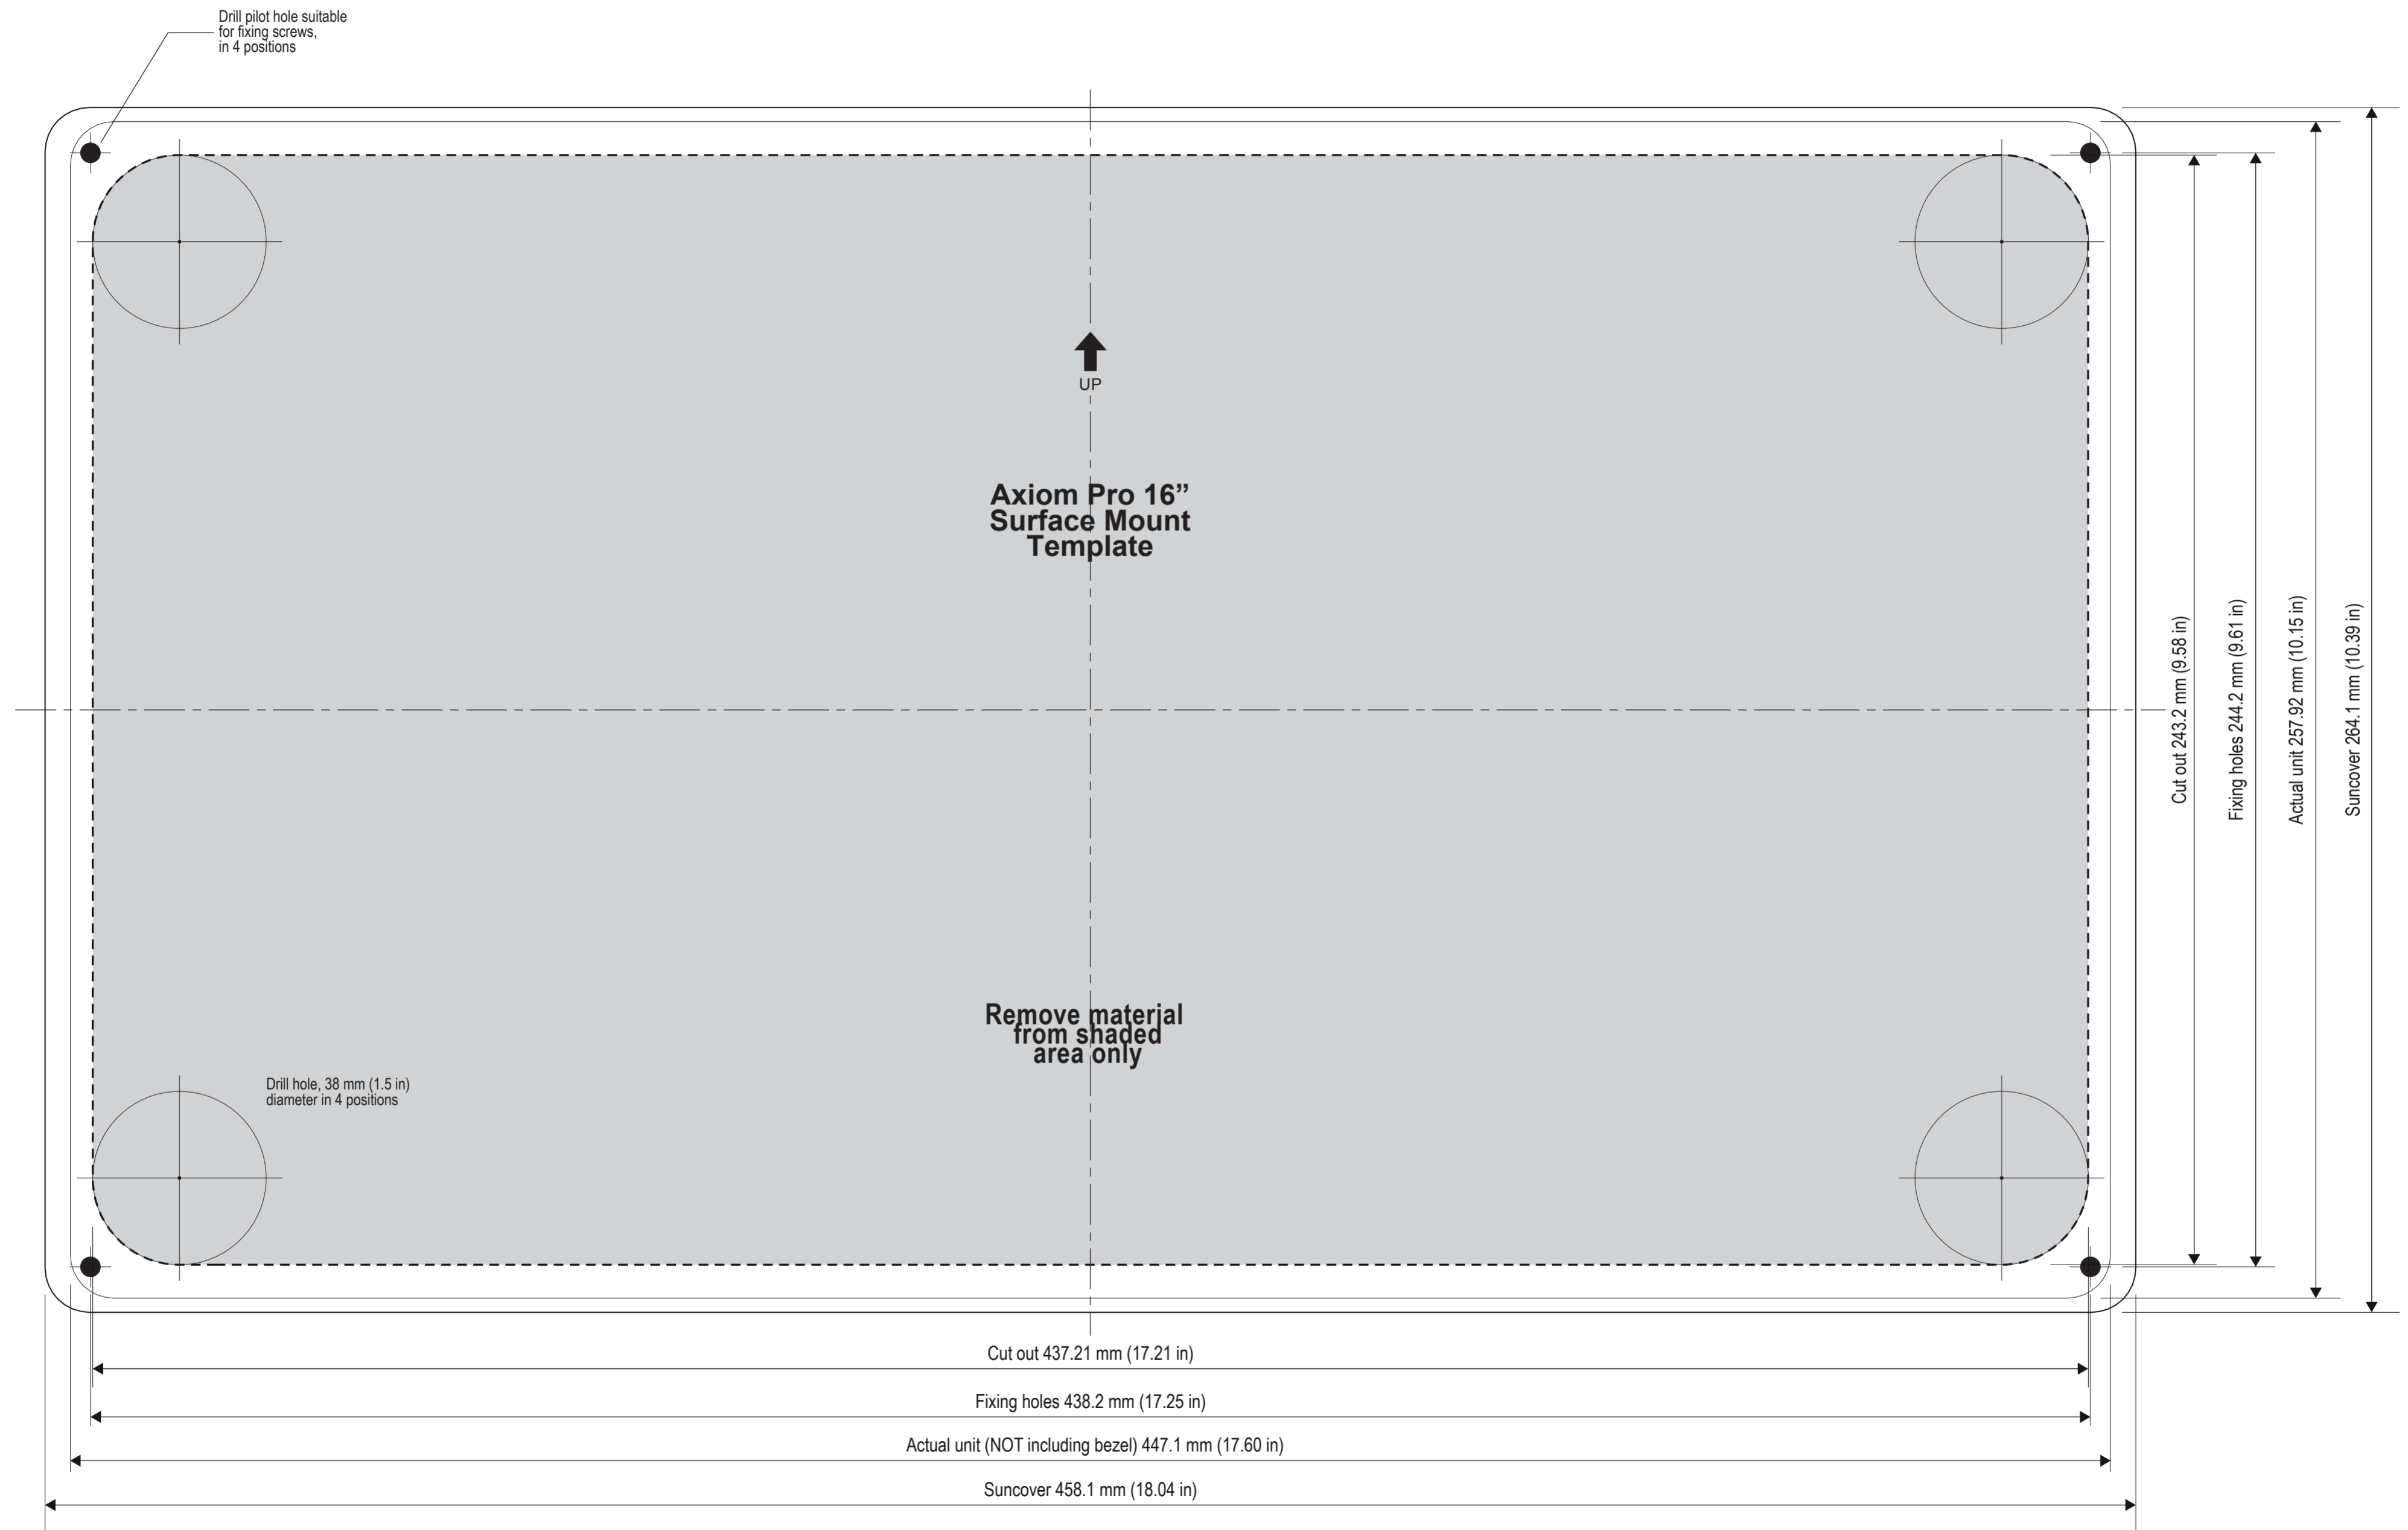 Drill pilot hole suitable
for fixing screws,
in 4 positions
UP
Axiom Pro 16”
Surface Mount
Template
Cut out 243.2 mm (9.58 in)
Fixing holes 244.2 mm (9.61 in)
Actual unit 257.92 mm (10.15 in)
Suncover 264.1 mm (10.39 in)
Remove material
from shaded
area only
Drill hole, 38 mm (1.5 in)
diameter in 4 positions
Cut out 437.21 mm (17.21 in)
Fixing holes 438.2 mm (17.25 in)
Actual unit (NOT including bezel) 447.1 mm (17.60 in)
Suncover 458.1 mm (18.04 in)